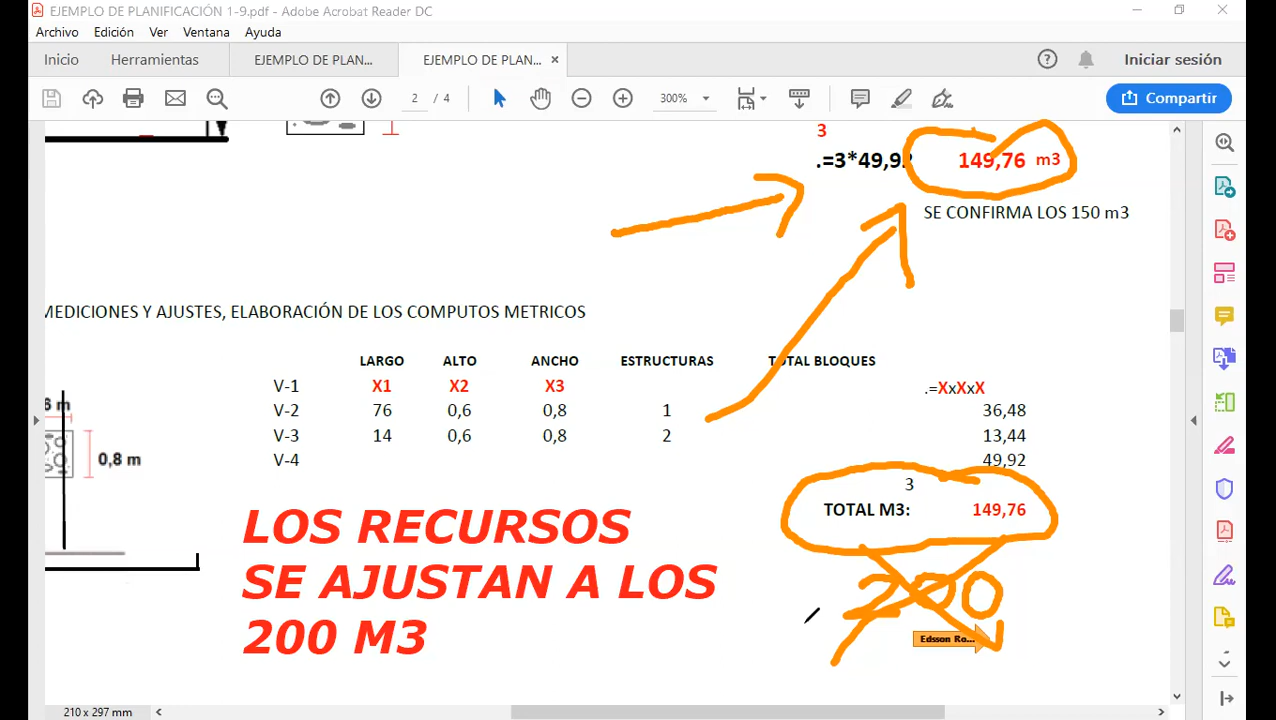 EJEMPLO DE PLANIFICACIÓN 1-9.pdf - Adobe Acrobat Reader DC
Archivo Edición Ver Ventana Ayuda
Inicio Herramientas EJEMPLO DE PLAN... EJEMPLO DE PLAN... ×
2 / 4 300% Compartir
Iniciar sesión
3
.=3*49,92 149,76 m3
SE CONFIRMA LOS 150 m3
MEDICIONES Y AJUSTES, ELABORACIÓN DE LOS COMPUTOS METRICOS
LARGO ALTO ANCHO ESTRUCTURAS TOTAL BLOQUES
V-1 X1 X2 X3 .=XxXxX
V-2 76 0,6 0,8 1 36,48
V-3 14 0,6 0,8 2 13,44
V-4 49,92
6 m
0,8 m
3
TOTAL M3: 149,76
200
Edsson Ro...
LOS RECURSOS
SE AJUSTAN A LOS
200 M3
210 x 297 mm